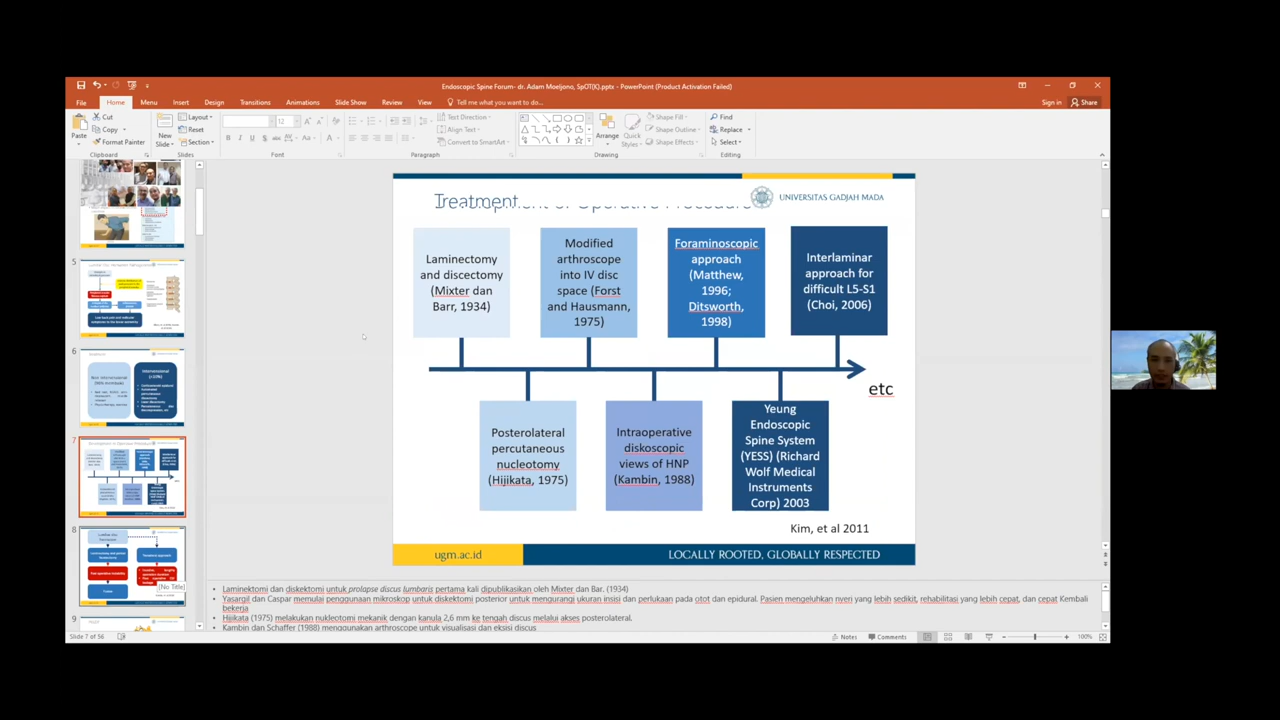 Endoscopic Spine Forum- dr. Adam Moeljono, SpOT(K).pptx - PowerPoint (Product Activation Failed)
File Home Menu Insert Design Transitions Animations Slide Show Review View Tell me what you want to do... Sign in Share
Paste
Cut
Copy
Format Painter
Clipboard
New Slide
Layout
Reset
Section
Slides
12
Font
Text Direction
Align Text
Convert to SmartArt
Paragraph
Arrange
Quick Styles
Shape Fill
Shape Outline
Shape Effects
Drawing
Find
Replace
Select
Editing
5
6
7
8
[No Title]
9
Treatment
UNIVERSITAS GADJAH MADA
Laminectomy
and discectomy
(Mixter dan
Barr, 1934)
Modified
arthroscope
into IV disc
space (Forst
and Hausmann,
1975)
Foraminoscopic
approach
(Matthew,
1996;
Ditsworth,
1998)
Interlaminar
approach for
difficult L5-S1
(Choi, 2006)
etc
Posterolateral
percutaneous
nucleotomy
(Hijikata, 1975)
Intraoperative
diskoscopic
views of HNP
(Kambin, 1988)
Yeung
Endoscopic
Spine System
(YESS) (Richard
Wolf Medical
Instruments
Corp) 2003
Kim, et al 2011
ugm.ac.id
LOCALLY ROOTED, GLOBALLY RESPECTED
• Laminektomi dan diskektomi untuk prolapse discus lumbaris pertama kali dipublikasikan oleh Mixter dan Bar. (1934)
• Yasargil dan Caspar memulai penggunaan mikroskop untuk diskektomi posterior untuk mengurangi ukuran insisi dan perlukaan pada otot dan epidural. Pasien mengeluhkan nyeri yang lebih sedikit, rehabilitasi yang lebih cepat, dan cepat Kembali
bekerja
• Hijikata (1975) melakukan nukleotomi mekanik dengan kanula 2,6 mm ke tengah discus melalui akses posterolateral.
• Kambin dan Schaffer (1988) menggunakan arthroscope untuk visualisasi dan eksisi discus
Slide 7 of 56
Notes
Comments
100%